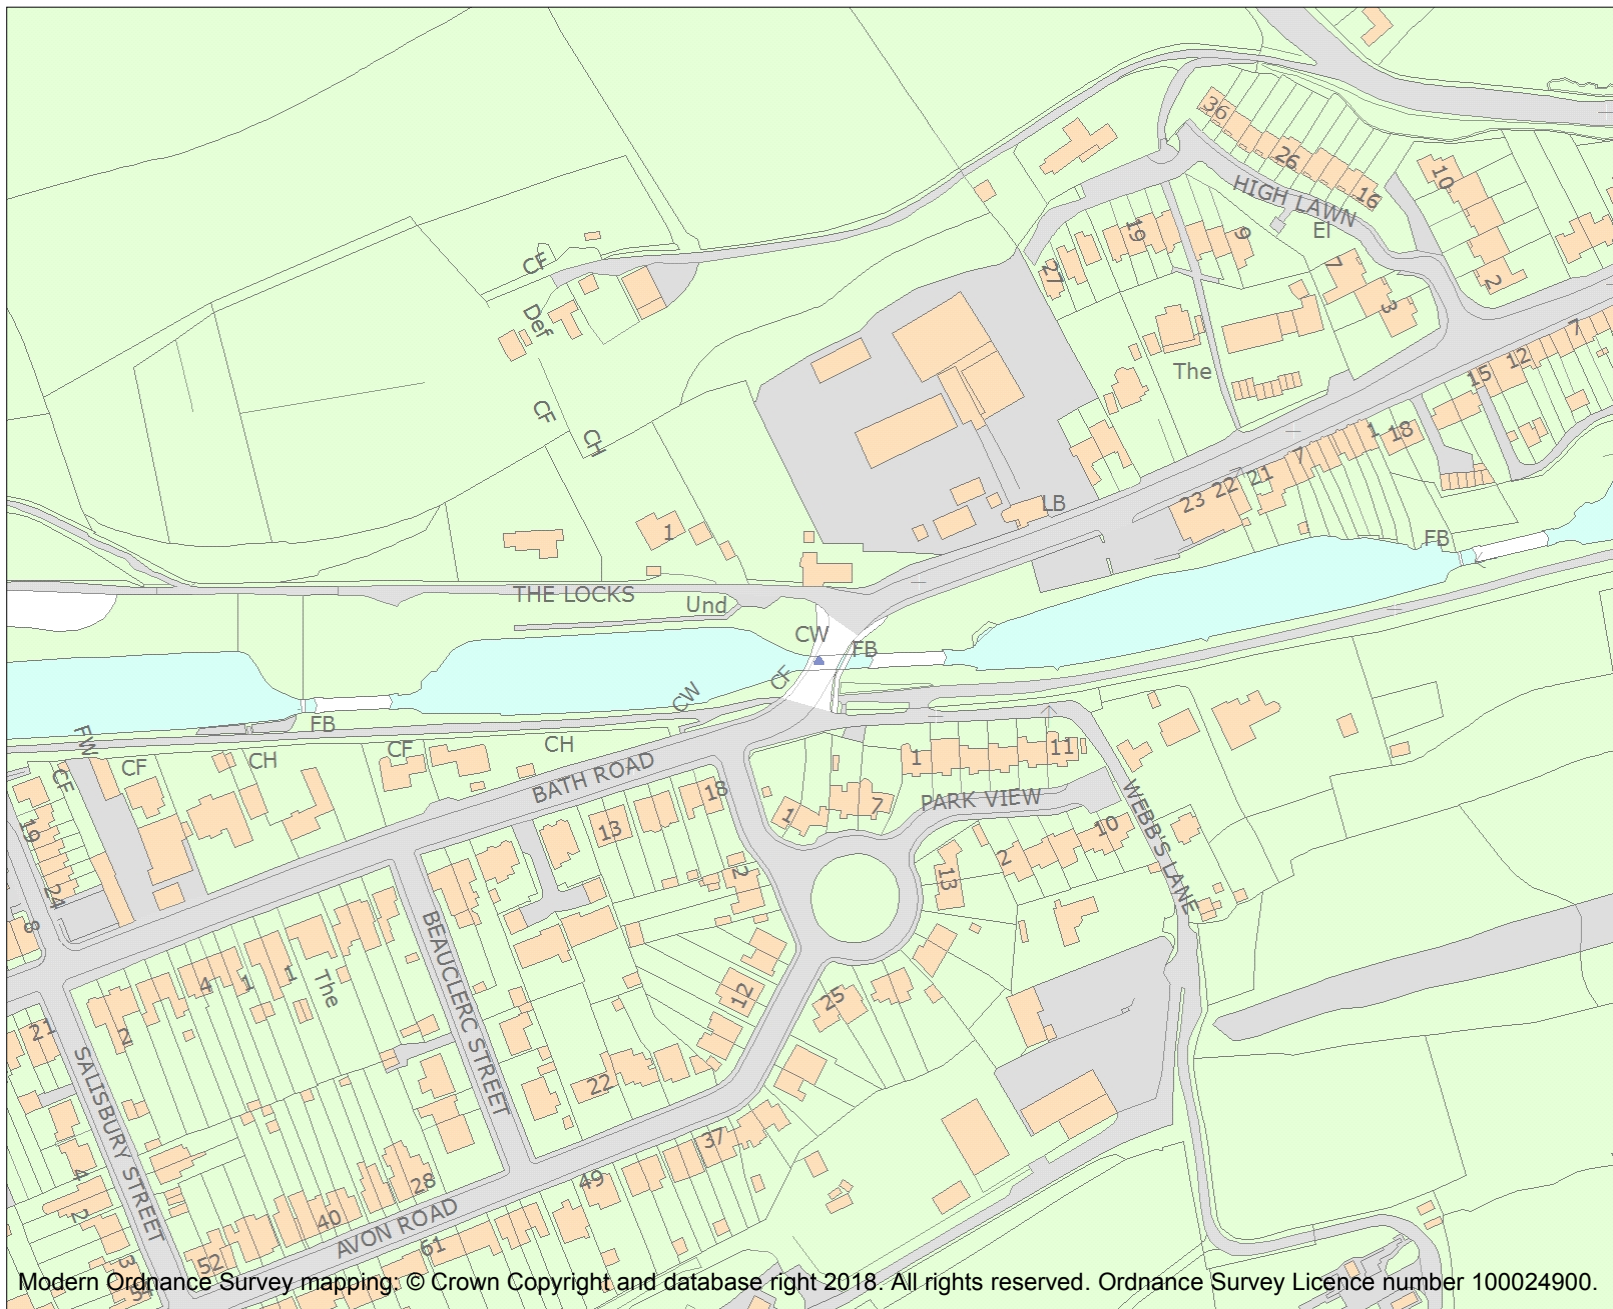 36
26
16
HIGH LAWN
El
10
2
19
9
27
7
3
CF
Def
The
7
12
15
CF
CH
18
1
7
21
22
23
LB
FB
1
THE LOCKS
Und
CW
FB
CF
CW
FB
FW
CF
CH
CF
CH
CF
BATH ROAD
1
11
18
1
7
PARK VIEW
WEBB'S LANE
13
19
10
2
2
13
24
8
BEAUCLERC STREET
4
1
1
The
12
25
2
21
SALISBURY STREET
22
37
4
28
49
2
40
AVON ROAD
61
52
3
54
Modern Ordnance Survey mapping: © Crown Copyright and database right 2018. All rights reserved. Ordnance Survey Licence number 100024900.